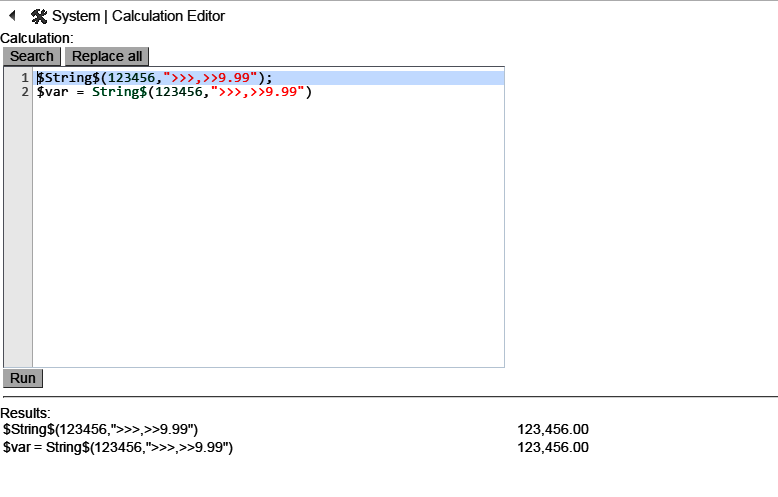 System | Calculation Editor
Calculation:
Search Replace all
1 $String$(123456,">>>,>>9.99");
2 $var = String$(123456,">>>,>>9.99")
Run
Results:
$String$(123456,">>>,>>9.99") 123,456.00
$var = String$(123456,">>>,>>9.99") 123,456.00